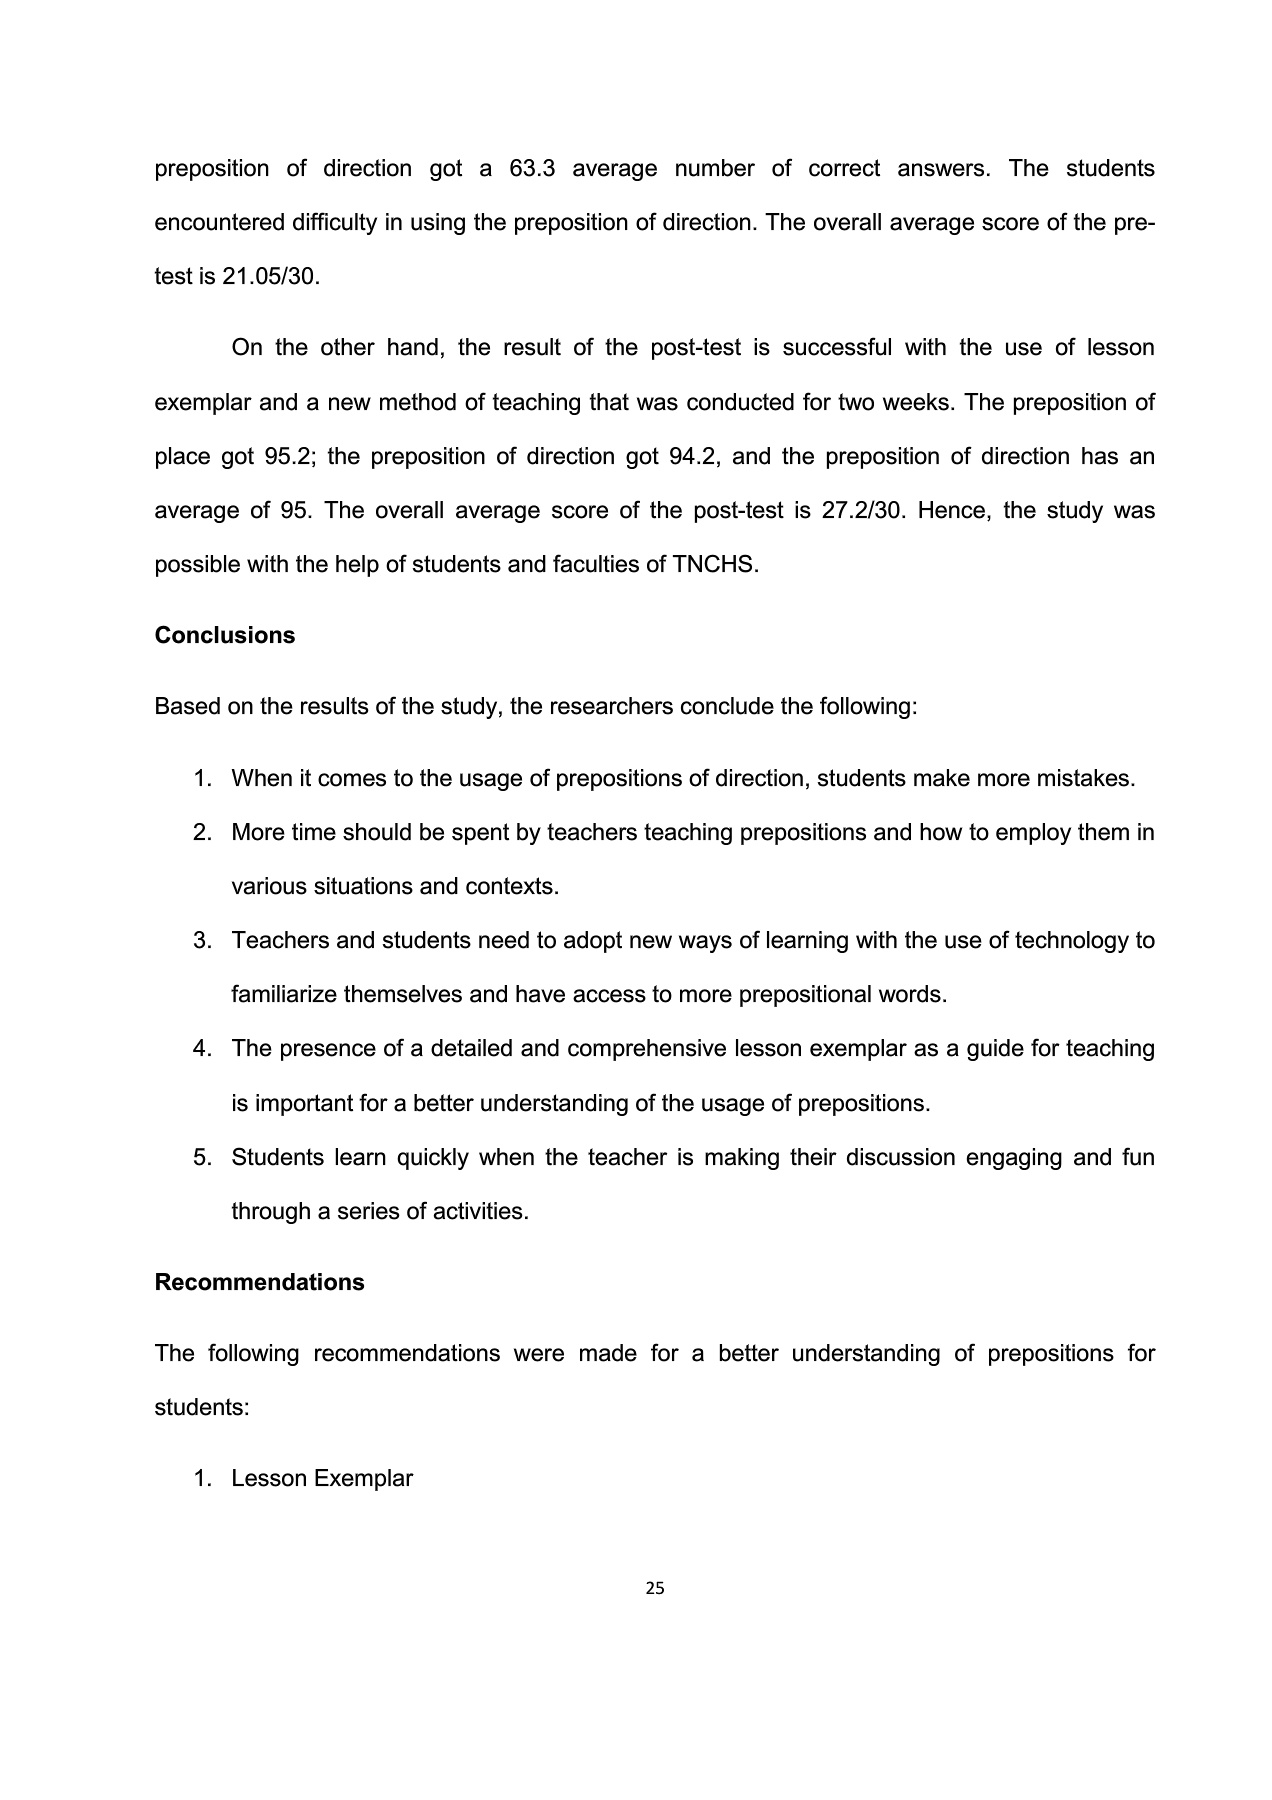 preposition of direction got a 63.3 average number of correct answers. The students
encountered difficulty in using the preposition of direction. The overall average score of the pre-
test is 21.05/30.
On the other hand, the result of the post-test is successful with the use of lesson
exemplar and a new method of teaching that was conducted for two weeks. The preposition of
place got 95.2; the preposition of direction got 94.2, and the preposition of direction has an
average of 95. The overall average score of the post-test is 27.2/30. Hence, the study was
possible with the help of students and faculties of TNCHS.
Conclusions
Based on the results of the study, the researchers conclude the following:
1. When it comes to the usage of prepositions of direction, students make more mistakes.
2. More time should be spent by teachers teaching prepositions and how to employ them in
various situations and contexts.
3. Teachers and students need to adopt new ways of learning with the use of technology to
familiarize themselves and have access to more prepositional words.
4. The presence of a detailed and comprehensive lesson exemplar as a guide for teaching
is important for a better understanding of the usage of prepositions.
5. Students learn quickly when the teacher is making their discussion engaging and fun
through a series of activities.
Recommendations
The following recommendations were made for a better understanding of prepositions for
students:
1. Lesson Exemplar
25